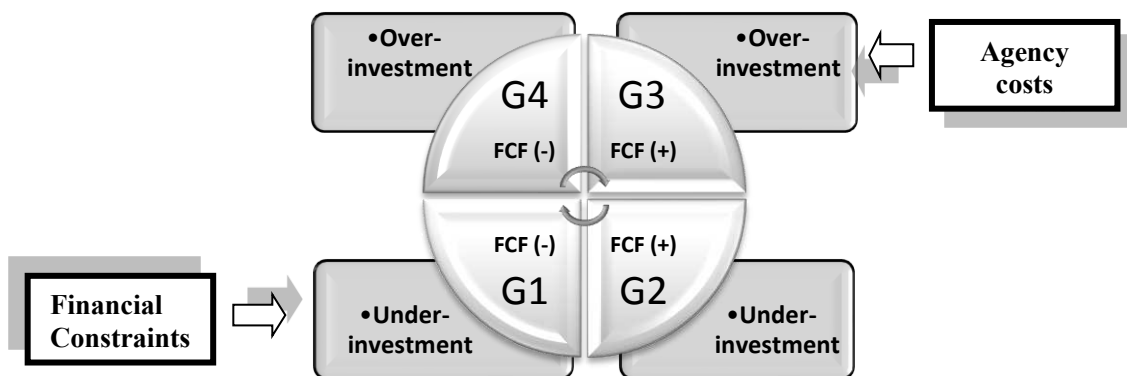 •Over-
investment
G4
FCF (-)
•Over-
investment
G3
FCF (+)
Agency
costs
Financial
Constraints
•Under-
investment
FCF (-)
G1
FCF (+)
G2
•Under-
investment